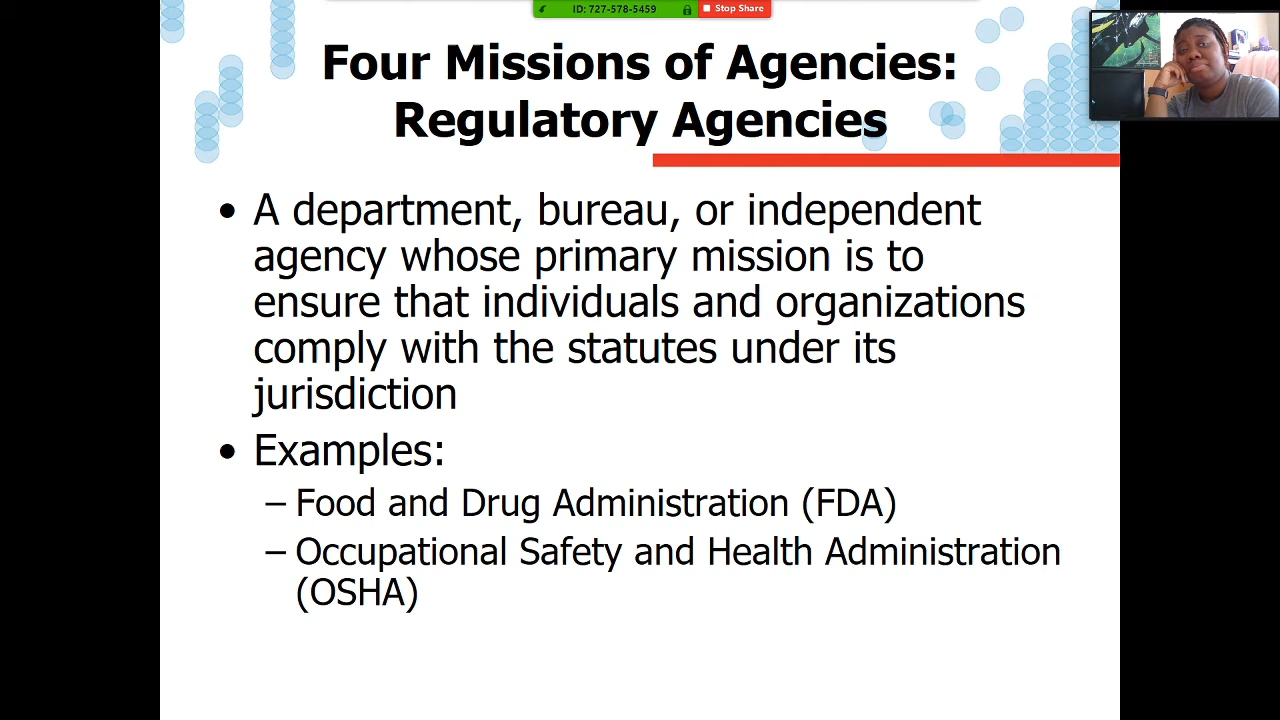 ID: 727-578-5459
Stop Share
Four Missions of Agencies:
Regulatory Agencies
• A department, bureau, or independent
agency whose primary mission is to
ensure that individuals and organizations
comply with the statutes under its
jurisdiction
• Examples:
– Food and Drug Administration (FDA)
– Occupational Safety and Health Administration
(OSHA)